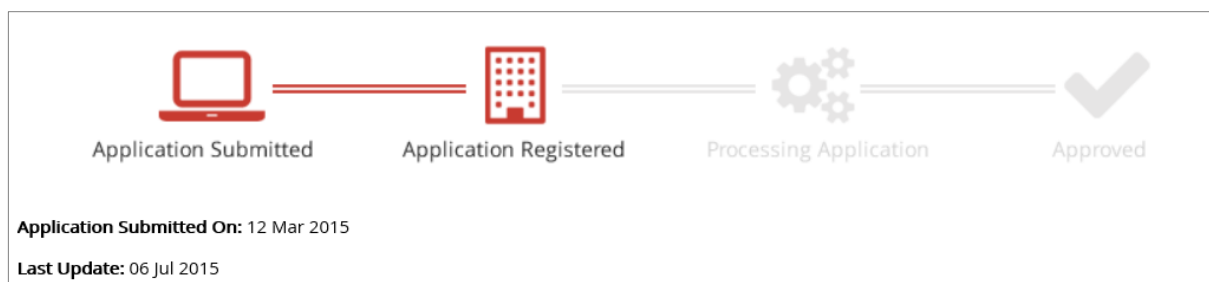 Application Submitted Application Registered Processing Application Approved
Application Submitted On: 12 Mar 2015
Last Update: 06 Jul 2015